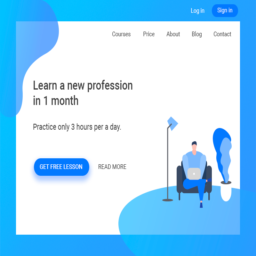 Log In
Sign in
Courses Price About Blog Contact
Learn a new profession
in 1 month
Practice only 3 hours per a day.
GET FREE LESSON READ MORE